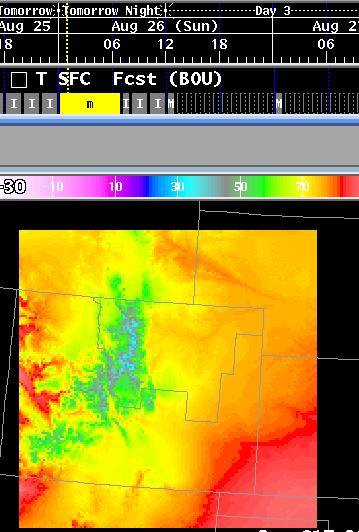 Tomorrow Tomorrow Night Day 3
Aug 25 Aug 26 (Sun) Aug 2
18 06 12 18 06
T SFC Fcst (BOU)
I I I m I I I M M
-30 -10 10 30 50 70